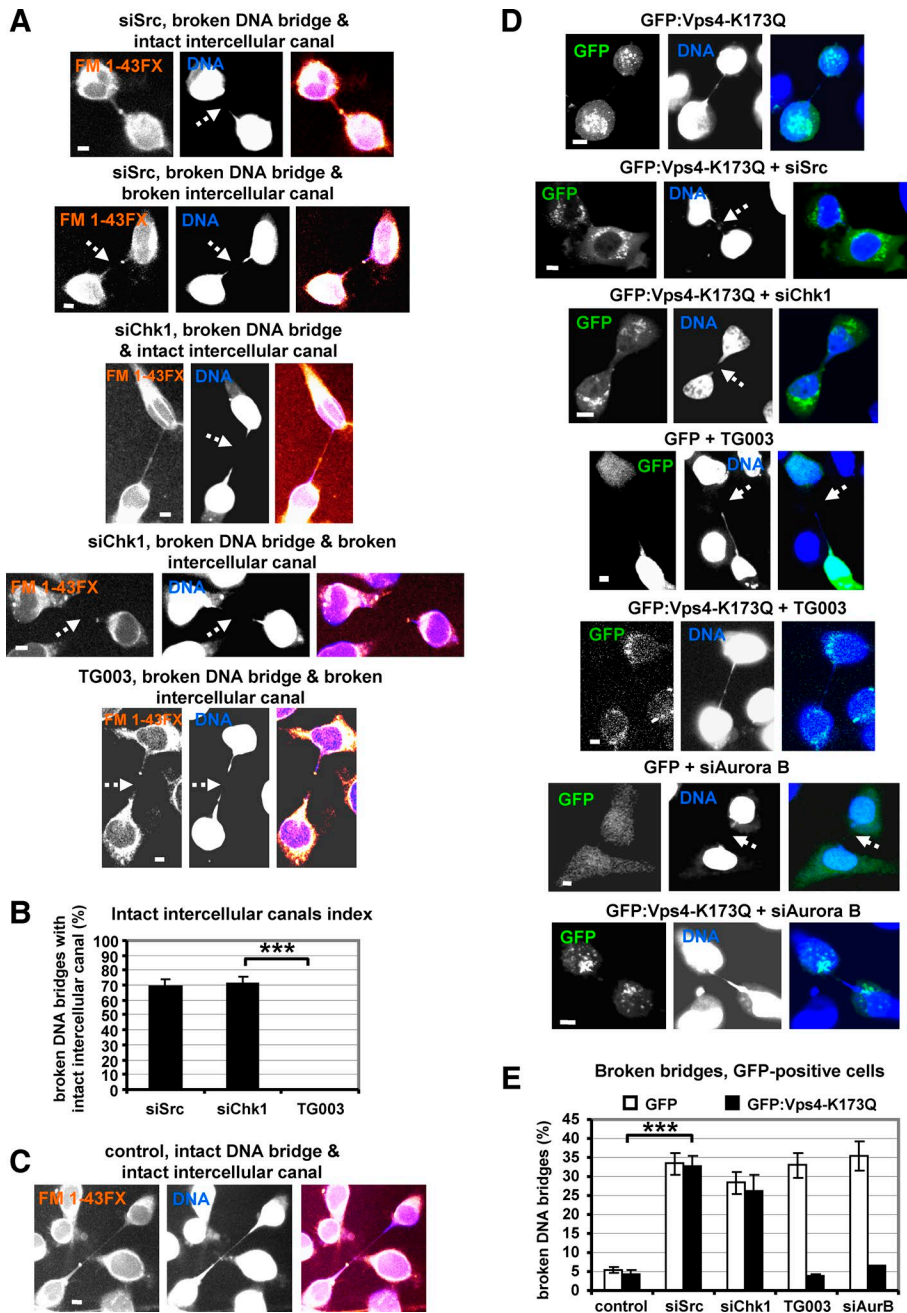 A
siSrc, broken DNA bridge &
intact intercellular canal
FM 1-43FX
DNA
siSrc, broken DNA bridge &
broken intercellular canal
FM 1-43FX
DNA
siChk1, broken DNA bridge
& intact intercellular canal
FM 1-43FX
DNA
siChk1, broken DNA bridge & broken
intercellular canal
FM 1-43FX
DNA
TG003, broken DNA bridge & broken
intercellular canal
FM 1-43FX
DNA
B
Intact intercellular canals index
broken DNA bridges with
intact intercellular canal (%)
100
90
80
70
60
50
40
30
20
10
0
***
siSrc
siChk1
TG003
C
control, intact DNA bridge &
intact intercellular canal
FM 1-43FX
DNA
D
GFP:Vps4-K173Q
GFP
DNA
GFP:Vps4-K173Q + siSrc
GFP
DNA
GFP:Vps4-K173Q + siChk1
GFP
DNA
GFP + TG003
GFP
DNA
GFP:Vps4-K173Q + TG003
GFP
DNA
GFP + siAurora B
GFP
DNA
GFP:Vps4-K173Q + siAurora B
GFP
DNA
E
Broken bridges, GFP-positive cells
GFP
GFP:Vps4-K173Q
broken DNA bridges (%)
45
40
35
30
25
20
15
10
5
0
***
control
siSrc
siChk1
TG003
siAurB